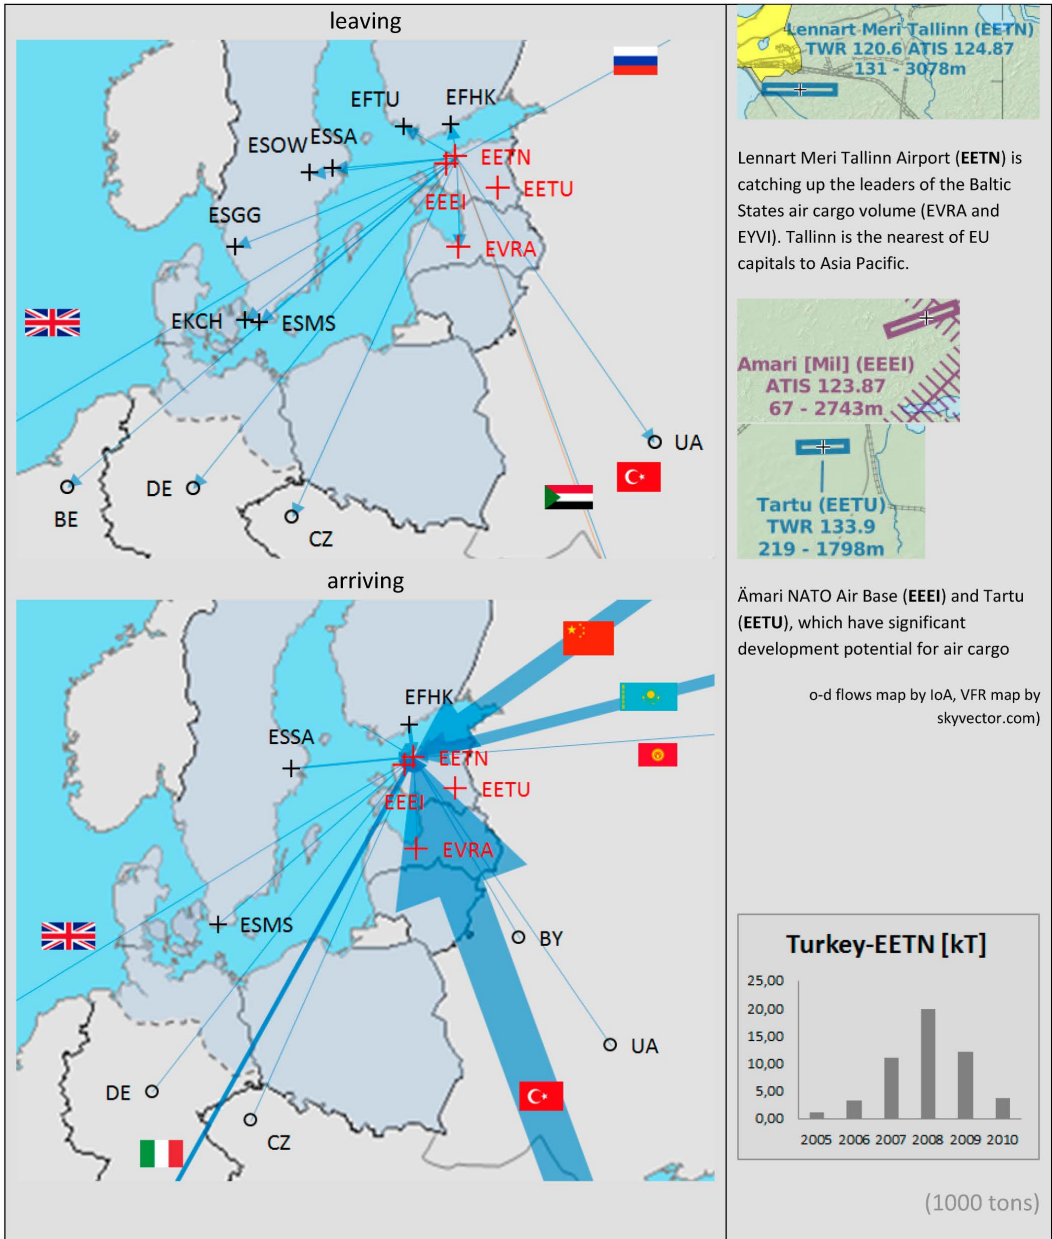 leaving
EFTU
EFHK
ESOW
ESSA
EETN
EETU
EEEI
ESGG
EVRA
EKCH
ESMS
UA
BE
DE
CZ
arriving
EFHK
ESSA
EETN
EETU
EEEI
EVRA
ESMS
BY
UA
DE
CZ
Lennart Meri Tallinn (EETN)
TWR 120.6 ATIS 124.87
131 - 3078m
Lennart Meri Tallinn Airport (EETN) is
catching up the leaders of the Baltic
States air cargo volume (EVRA and
EYVI). Tallinn is the nearest of EU
capitals to Asia Pacific.
Amari [Mil] (EEEI)
ATIS 123.87
67 - 2743m
Tartu (EETU)
TWR 133.9
219 - 1798m
Ämari NATO Air Base (EEEI) and Tartu
(EETU), which have significant
development potential for air cargo
o-d flows map by IoA, VFR map by
skyvector.com)
Turkey-EETN [kT]
25,00
20,00
15,00
10,00
5,00
0,00
2005 2006 2007 2008 2009 2010
(1000 tons)